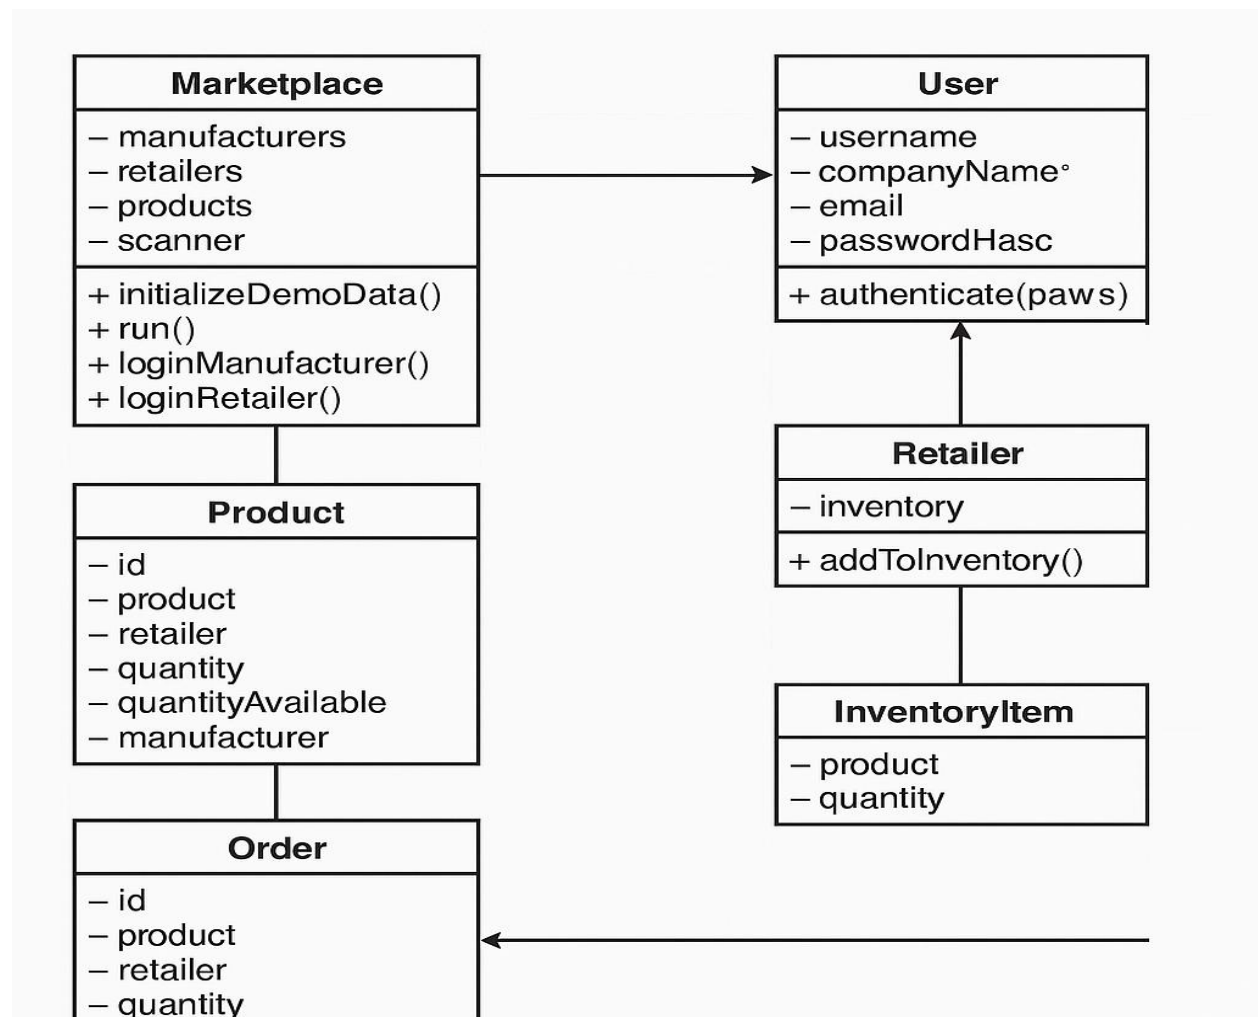 Marketplace
– manufacturers
– retailers
– products
– scanner
+ initializeDemoData()
+ run()
+ loginManufacturer()
+ loginRetailer()
User
– username
– companyName°
– email
– passwordHasc
+ authenticate(paws)
Retailer
– inventory
+ addToInventory()
Product
– id
– product
– retailer
– quantity
– quantityAvailable
– manufacturer
InventoryItem
– product
– quantity
Order
– id
– product
– retailer
– quantity